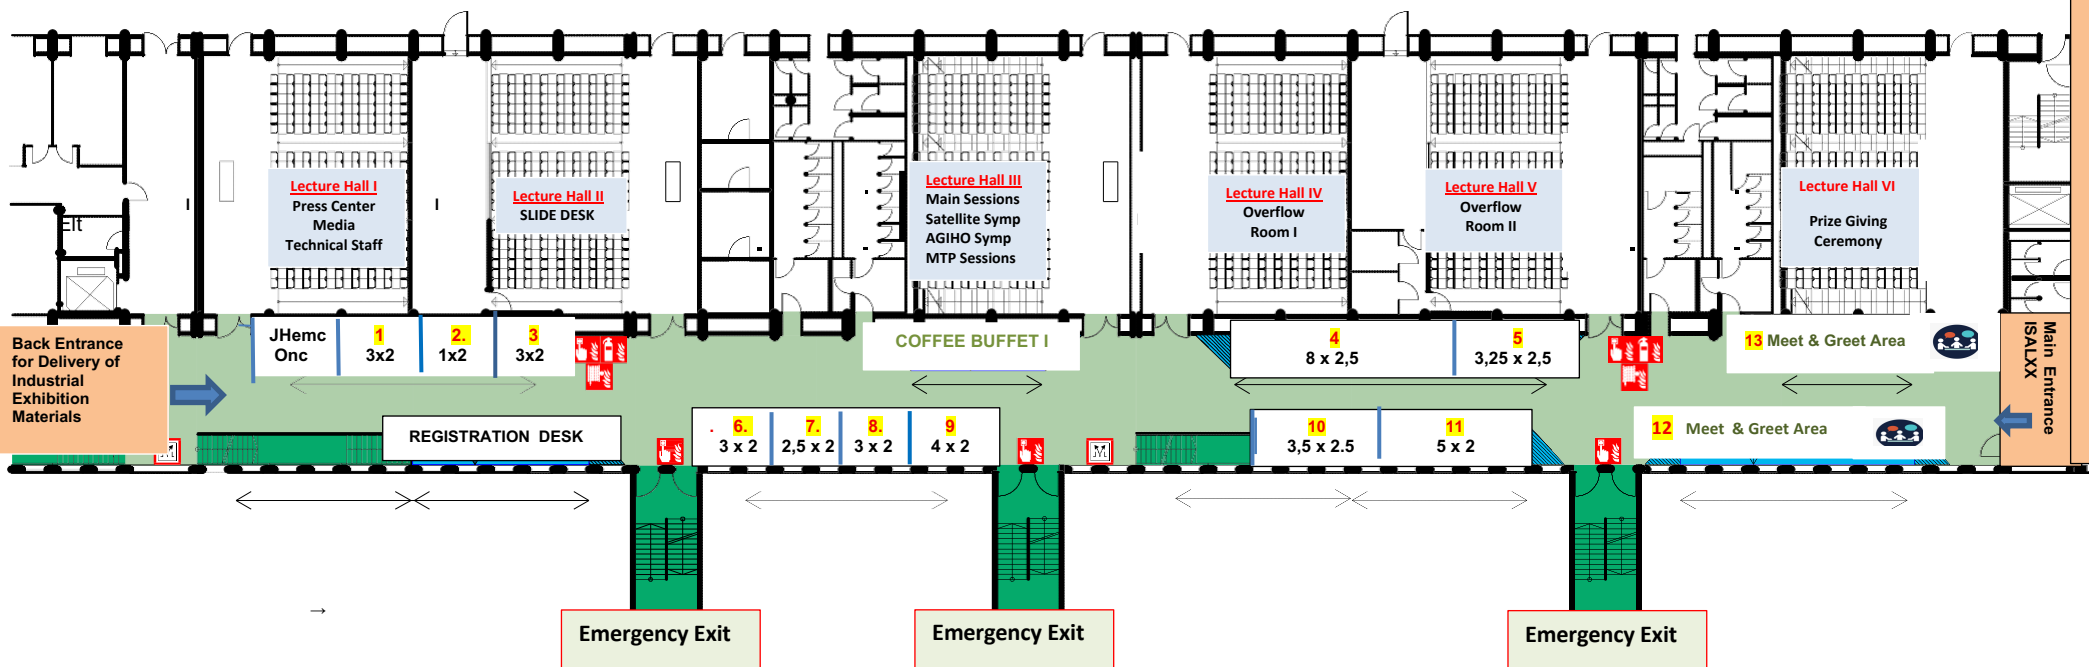 Elt
I
I
Lecture Hall I
Press Center
Media
Technical Staff
Lecture Hall II
SLIDE DESK
Lecture Hall III
Main Sessions
Satellite Symp
AGIHO Symp
MTP Sessions
Lecture Hall IV
Overflow
Room I
Lecture Hall V
Overflow
Room II
Lecture Hall VI
Prize Giving
Ceremony
Back Entrance
for Delivery of
Industrial
Exhibition
Materials
JHemc
Onc
1
3x2
2.
1x2
3
3x2
COFFEE BUFFET I
4
8 x 2,5
5
3,25 x 2,5
13 Meet & Greet Area
Main Entrance
ISALXX
REGISTRATION DESK
. 6.
3 x 2
7.
2,5 x 2
8.
3 x 2
9
4 x 2
10
3,5 x 2.5
11
5 x 2
12 Meet & Greet Area
→
Emergency Exit
Emergency Exit
Emergency Exit